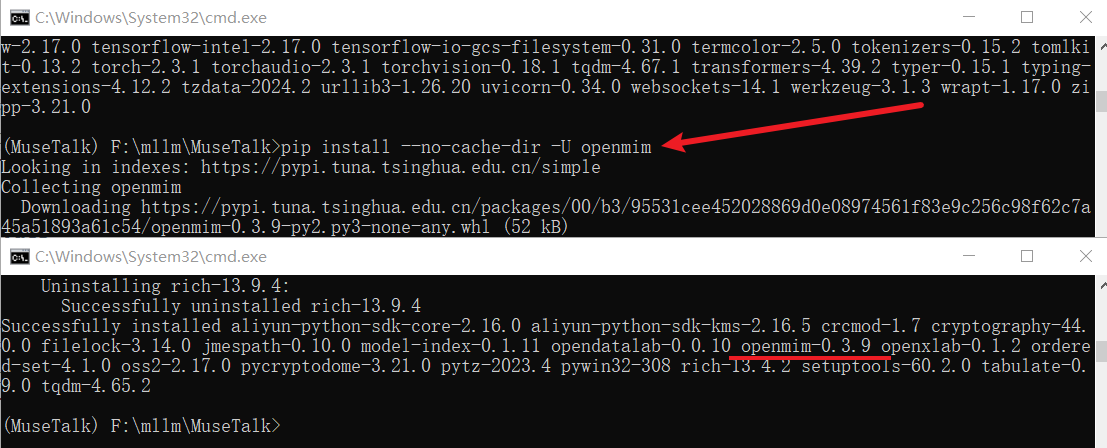 C:\Windows\System32\cmd.exe
w-2.17.0 tensorflow-intel-2.17.0 tensorflow-io-gcs-filesystem-0.31.0 termcolor-2.5.0 tokenizers-0.15.2 tomlki
t-0.13.2 torch-2.3.1 torchaudio-2.3.1 torchvision-0.18.1 tqdm-4.67.1 transformers-4.39.2 typer-0.15.1 typing-
extensions-4.12.2 tzdata-2024.2 urllib3-1.26.20 uvicorn-0.34.0 websockets-14.1 werkzeug-3.1.3 wrapt-1.17.0 zi
pp-3.21.0
(MuseTalk) F:\mllm\MuseTalk>pip install --no-cache-dir -U openmim
Looking in indexes: https://pypi.tuna.tsinghua.edu.cn/simple
Collecting openmim
Downloading https://pypi.tuna.tsinghua.edu.cn/packages/00/b3/95531cee452028869d0e08974561f83e9c256c98f62c7a
45a51893a61c54/openmim-0.3.9-py2.py3-none-any.whl (52 kB)
C:\Windows\System32\cmd.exe
Uninstalling rich-13.9.4:
Successfully uninstalled rich-13.9.4
Successfully installed aliyun-python-sdk-core-2.16.0 aliyun-python-sdk-kms-2.16.5 crcmod-1.7 cryptography-44.
0.0 filelock-3.14.0 jmespath-0.10.0 model-index-0.1.11 opendatalab-0.0.10 openmim-0.3.9 openxlab-0.1.2 ordere
d-set-4.1.0 oss2-2.17.0 pycryptodome-3.21.0 pytz-2023.4 pywin32-308 rich-13.4.2 setuptools-60.2.0 tabulate-0.
9.0 tqdm-4.65.2
(MuseTalk) F:\mllm\MuseTalk>